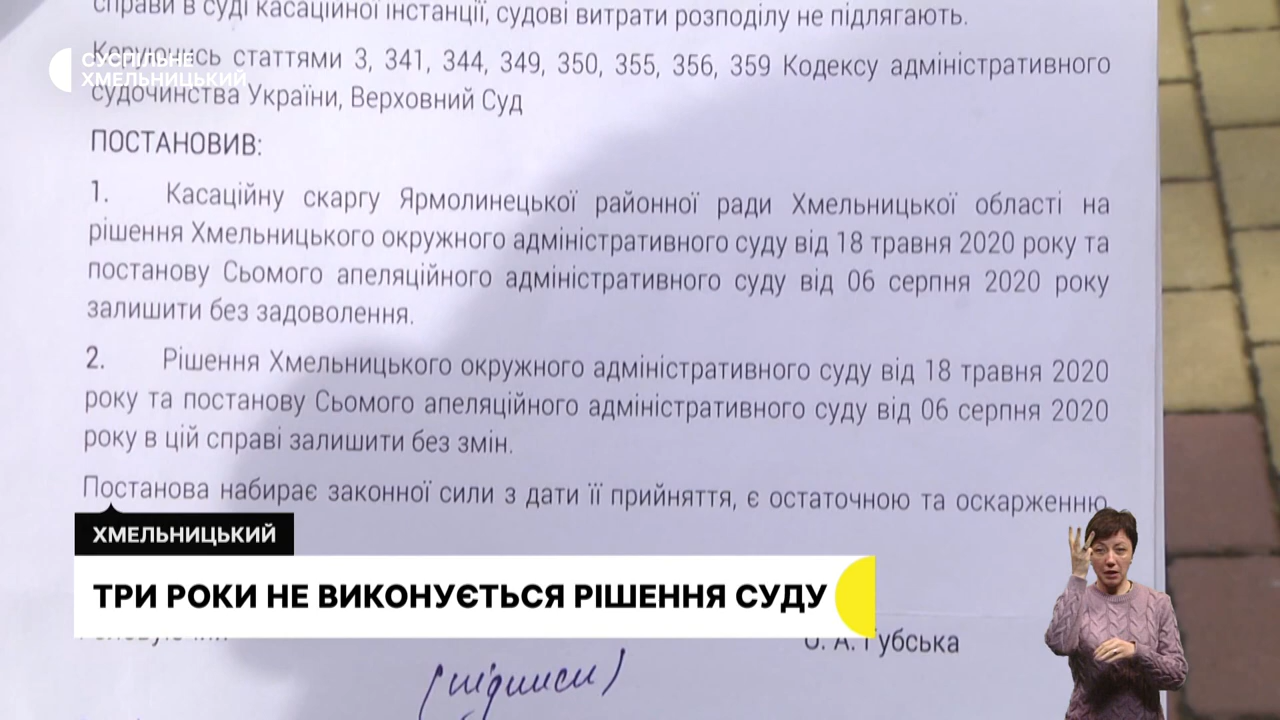 справи в суді касаційної інстанції, судові витрати розподілу не підлягають.
СУСПІЛЬНЕ
ХМЕЛЬНИЦЬКИЙ
Керуючись статтями 3, 341, 344, 349, 350, 355, 356, 359 Кодексу адміністративного
судочинства України, Верховний Суд
ПОСТАНОВИВ:
1. Касаційну скаргу Ярмолинецької районної ради Хмельницької області на
рішення Хмельницького окружного адміністративного суду від 18 травня 2020 року та
постанову Сьомого апеляційного адміністративного суду від 06 серпня 2020 року
залишити без задоволення.
2. Рішення Хмельницького окружного адміністративного суду від 18 травня 2020
року та постанову Сьомого апеляційного адміністративного суду від 06 серпня 2020
року в цій справі залишити без змін.
Постанова набирає законної сили з дати її прийняття, є остаточною та оскарженню
ХМЕЛЬНИЦЬКИЙ
ТРИ РОКИ НЕ ВИКОНУЄТЬСЯ РІШЕННЯ СУДУ
О. А. Губська
(підписи)